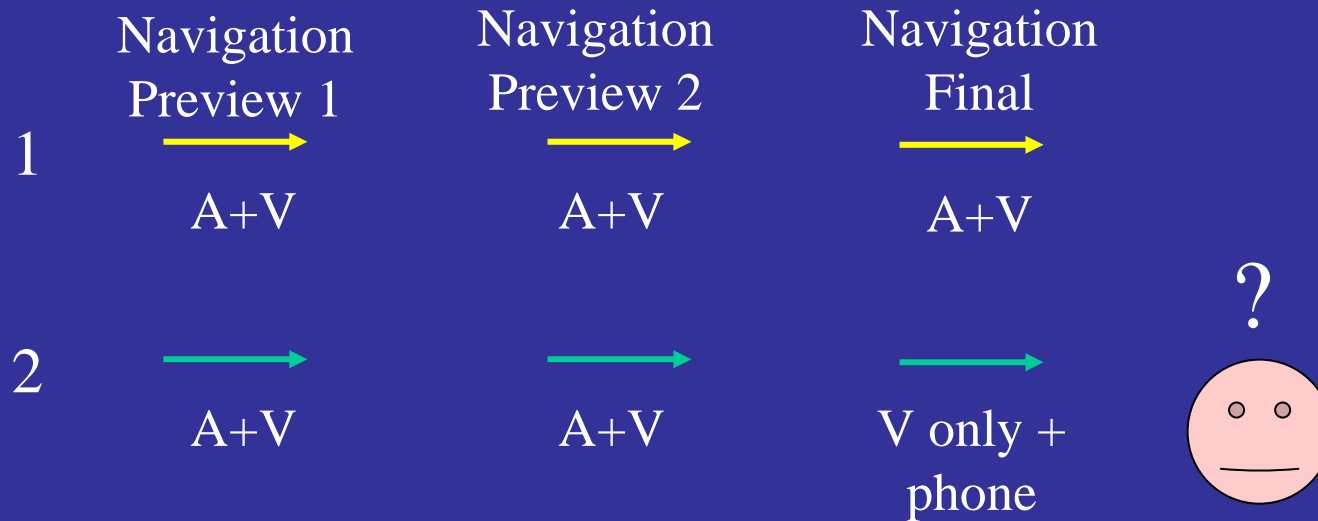 Navigation Preview 1
Navigation Preview 2
Navigation Final
1
A+V
A+V
A+V
?
2
A+V
A+V
V only +
phone